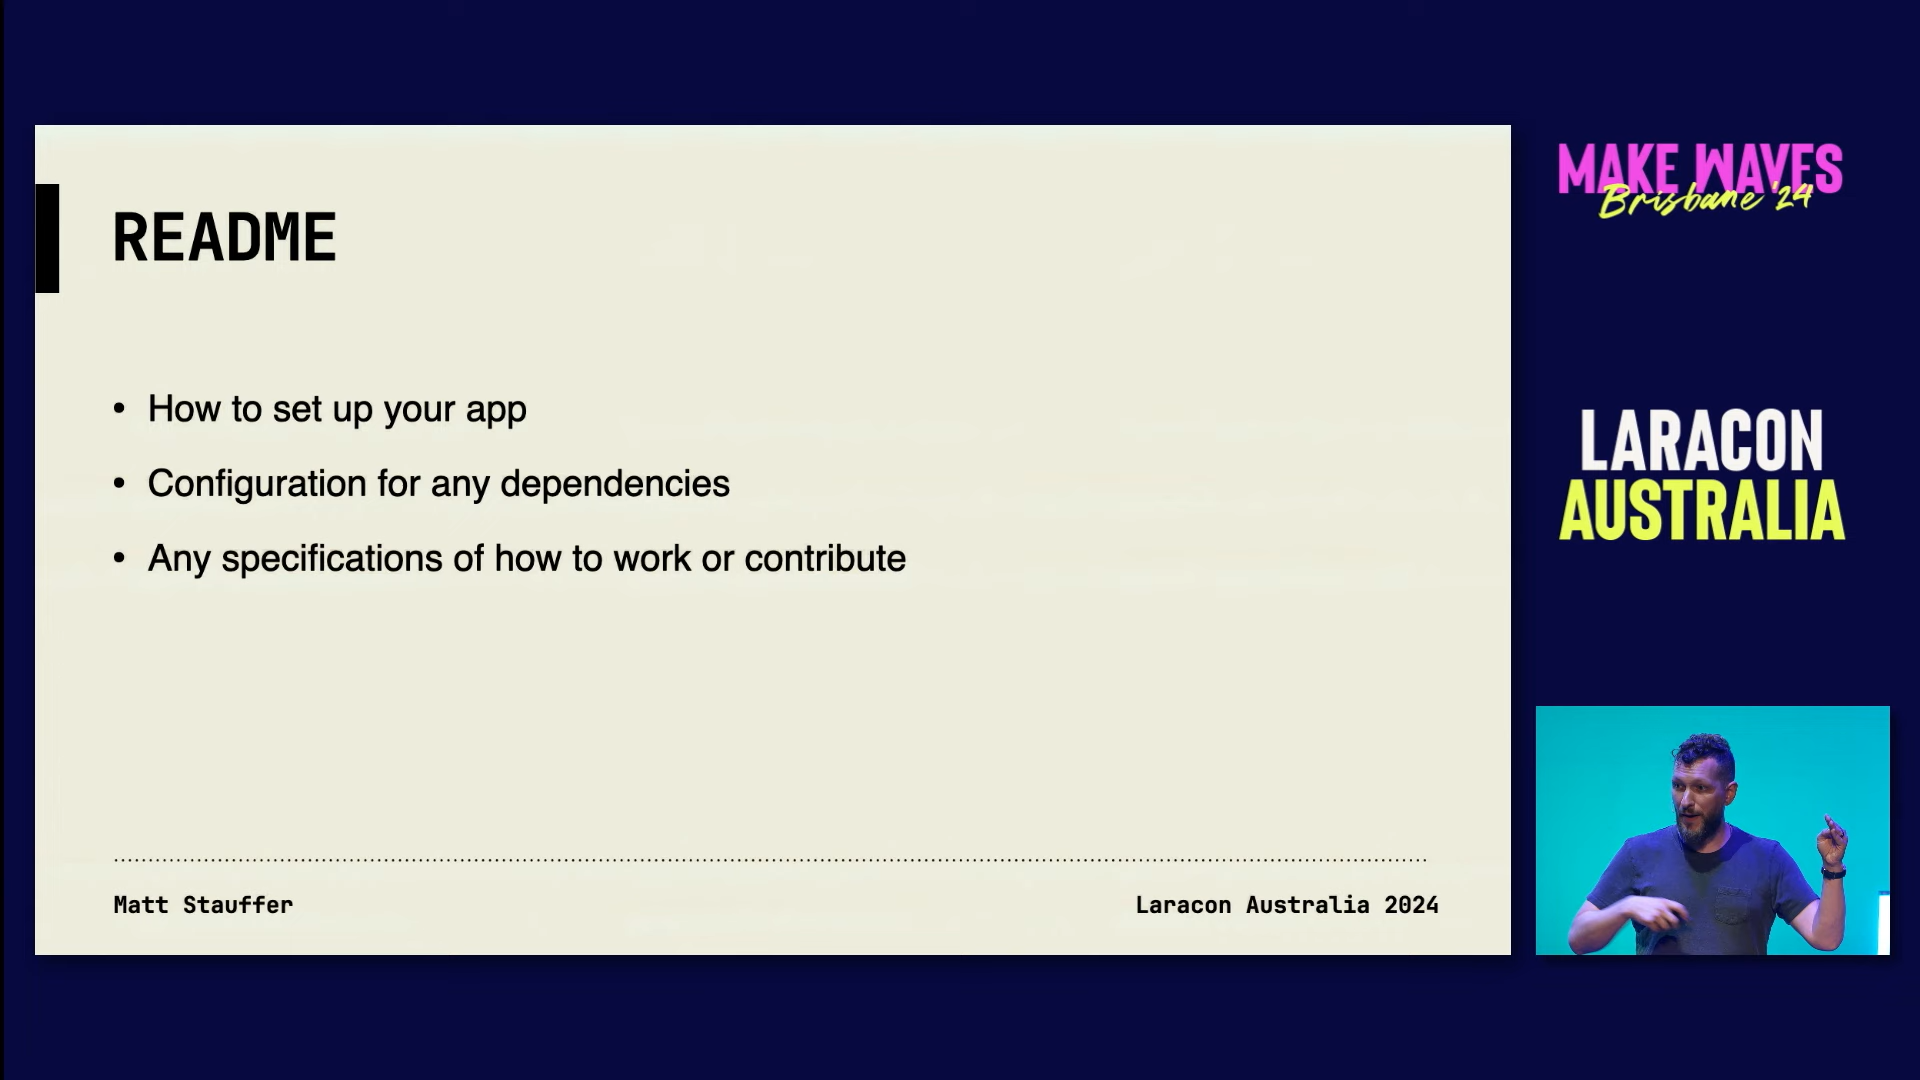 README
• How to set up your app
• Configuration for any dependencies
• Any specifications of how to work or contribute
Matt Stauffer
Laracon Australia 2024
MAKE WAVES
Brisbane '24
LARACON
AUSTRALIA